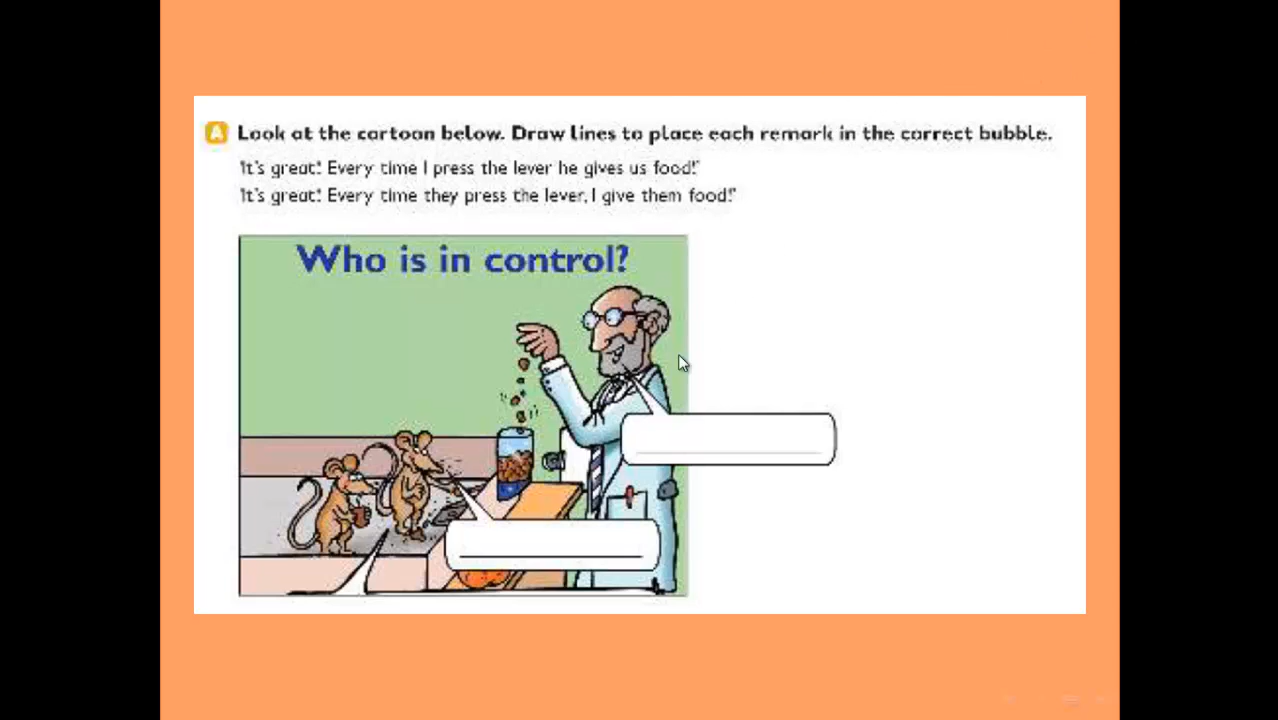 A Look at the cartoon below. Draw lines to place each remark in the correct bubble.
'It's great! Every time I press the lever he gives us food!'
'It's great! Every time they press the lever, I give them food!'
Who is in control?